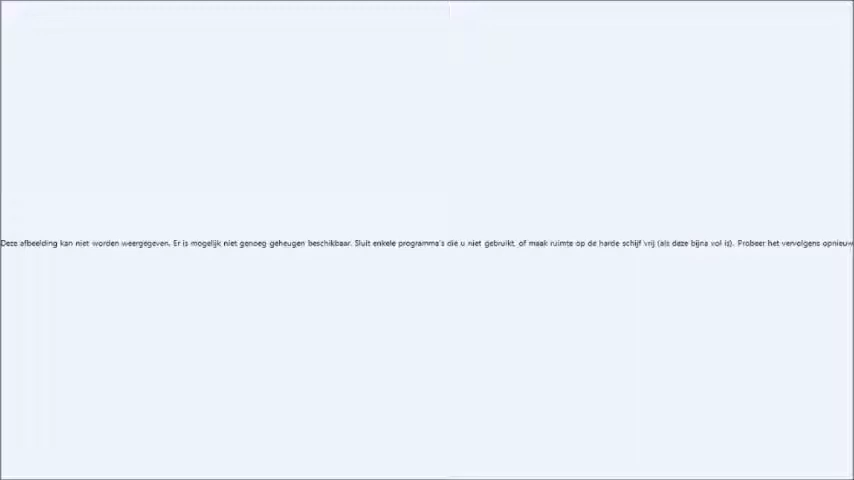 Deze afbeelding kan niet worden weergegeven. Er is mogelijk niet genoeg geheugen beschikbaar. Sluit enkele programma's die u niet gebruikt, of maak ruimte op de harde schijf vrij (als deze bijna vol is). Probeer het vervolgens opnieuw